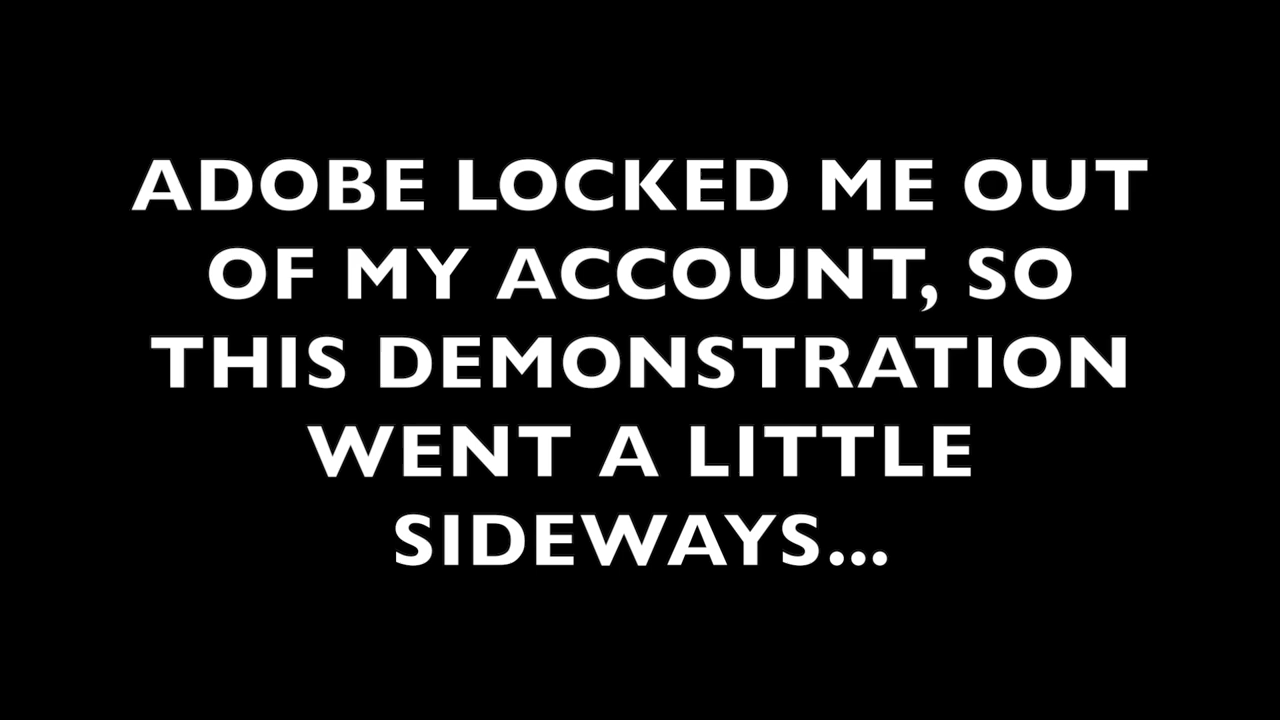 ADOBE LOCKED ME OUT
OF MY ACCOUNT, SO
THIS DEMONSTRATION
WENT A LITTLE
SIDEWAYS...